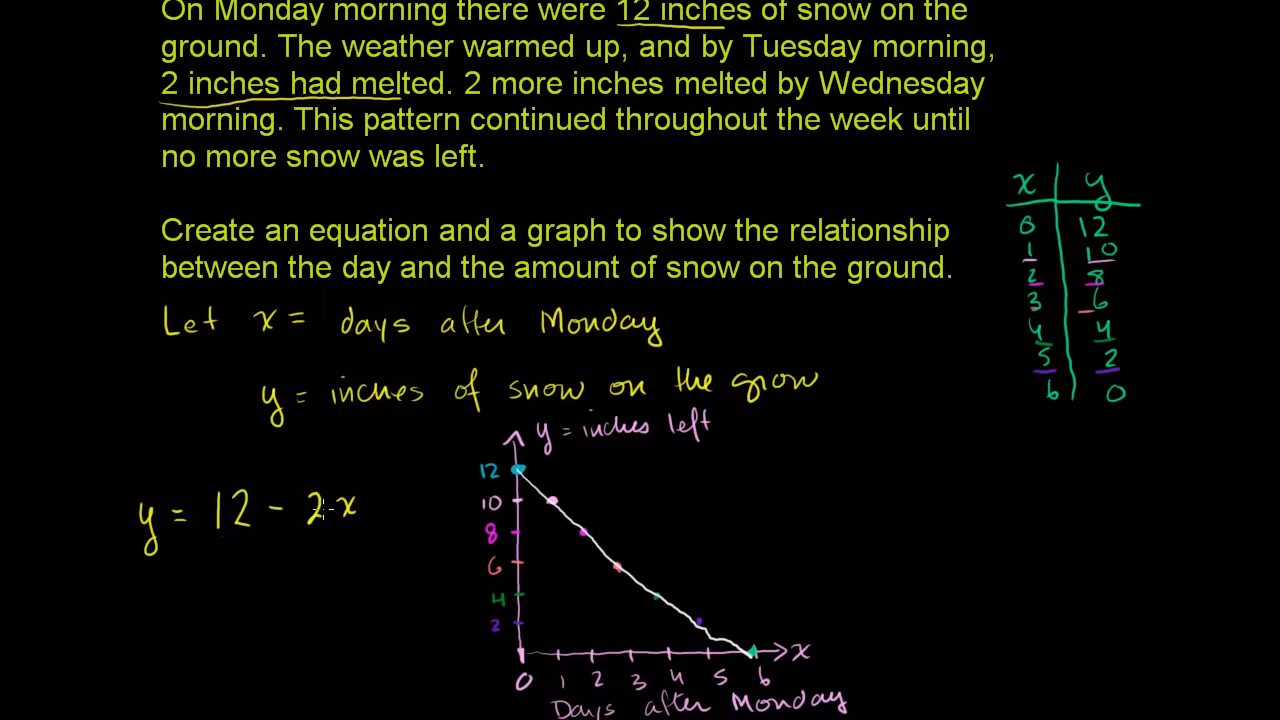 On Monday morning there were 12 inches of snow on the
ground. The weather warmed up, and by Tuesday morning,
2 inches had melted. 2 more inches melted by Wednesday
morning. This pattern continued throughout the week until
no more snow was left.
x y
0 12
1 10
2 8
3 6
4 4
5 2
6 0
Create an equation and a graph to show the relationship
between the day and the amount of snow on the ground.
Let x = days after Monday
y = inches of snow on the grow
y = inches left
12
10
8
6
4
2
y = 12 - 2x
x
0 1 2 3 4 5 6
Days after Monday